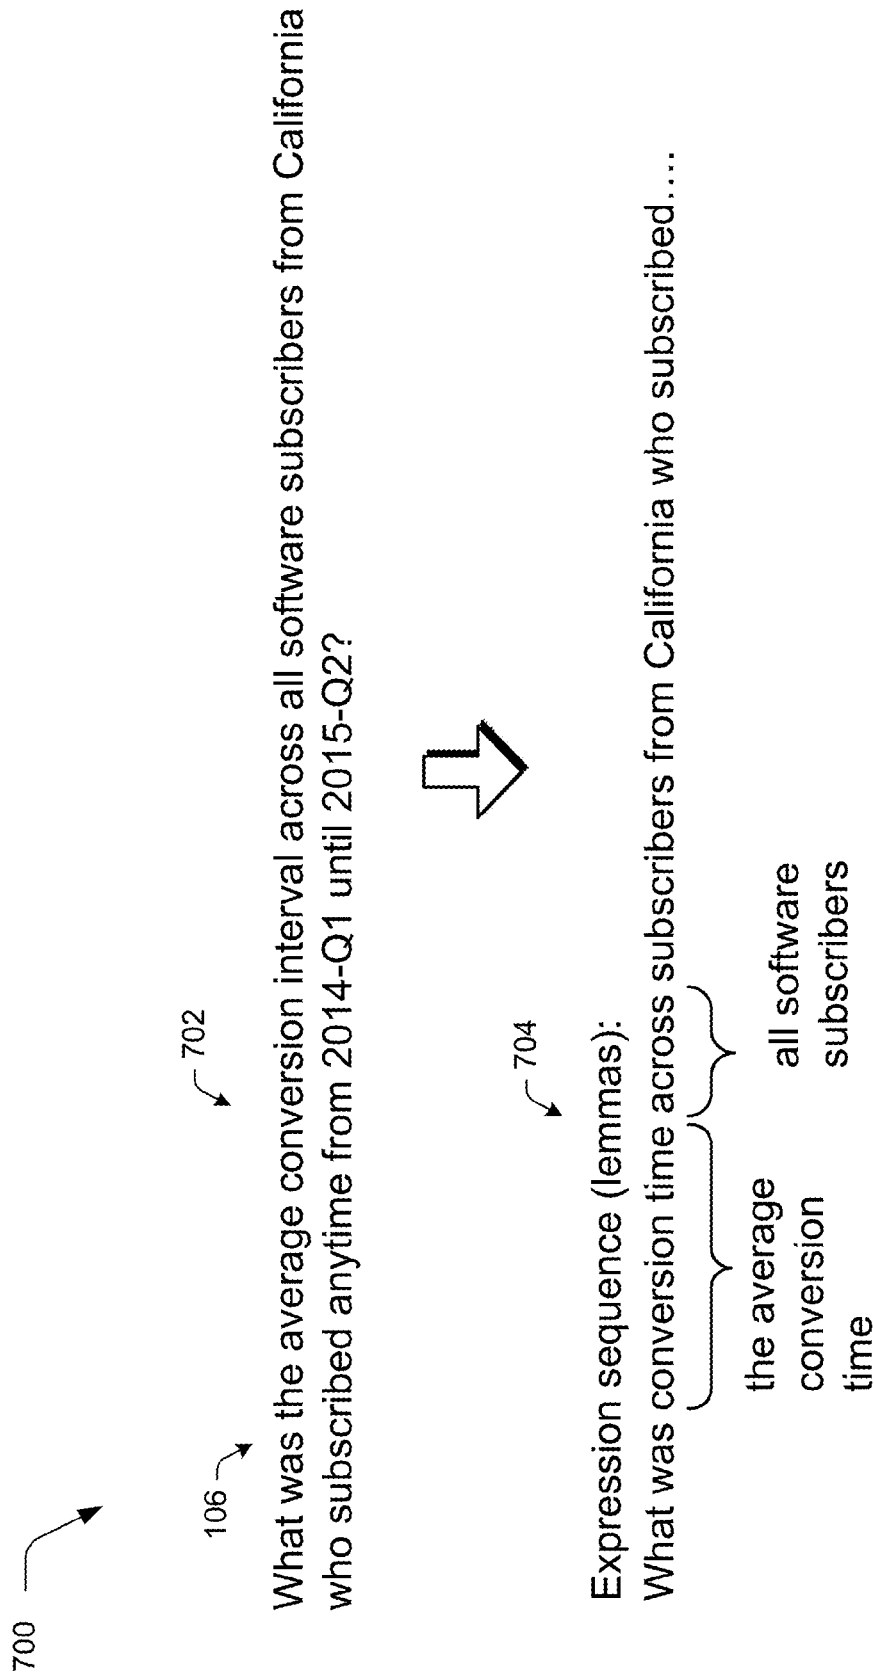 700
106
702
What was the average conversion interval across all software subscribers from California
who subscribed anytime from 2014-Q1 until 2015-Q2?
704
Expression sequence (lemmas):
What was conversion time across subscribers from California who subscribed....
the average
conversion
time
all software
subscribers